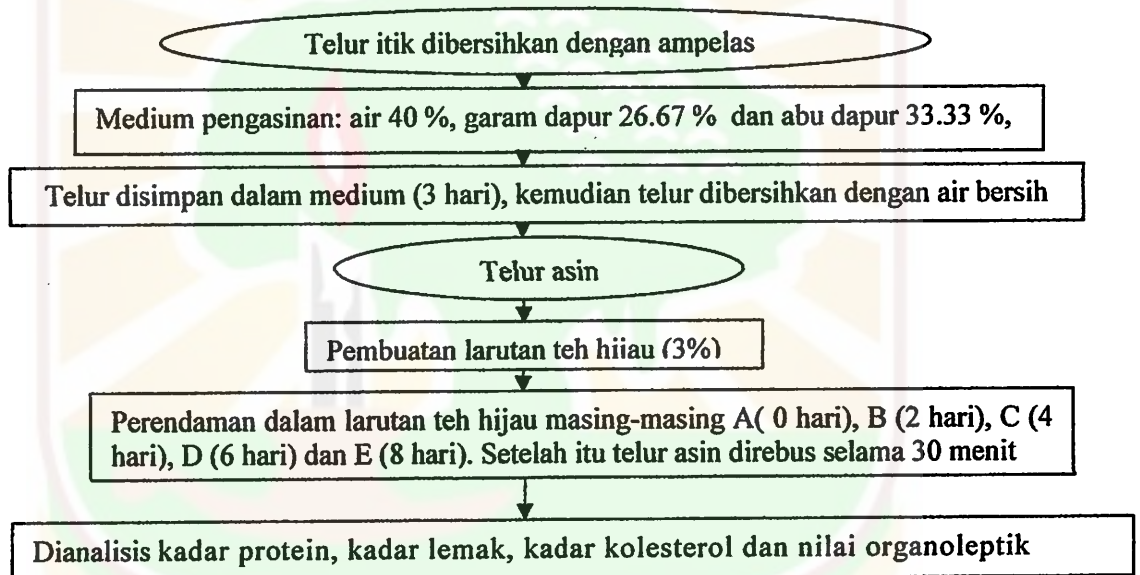 Telur itik dibersihkan dengan ampelas
Medium pengasinan: air 40 %, garam dapur 26.67 % dan abu dapur 33.33 %,
Telur disimpan dalam medium (3 hari), kemudian telur dibersihkan dengan air bersih
Telur asin
Pembuatan larutan teh hijau (3%)
Perendaman dalam larutan teh hijau masing-masing A( 0 hari), B (2 hari), C (4
hari), D (6 hari) dan E (8 hari). Setelah itu telur asin direbus selama 30 menit
Dianalisis kadar protein, kadar lemak, kadar kolesterol dan nilai organoleptik